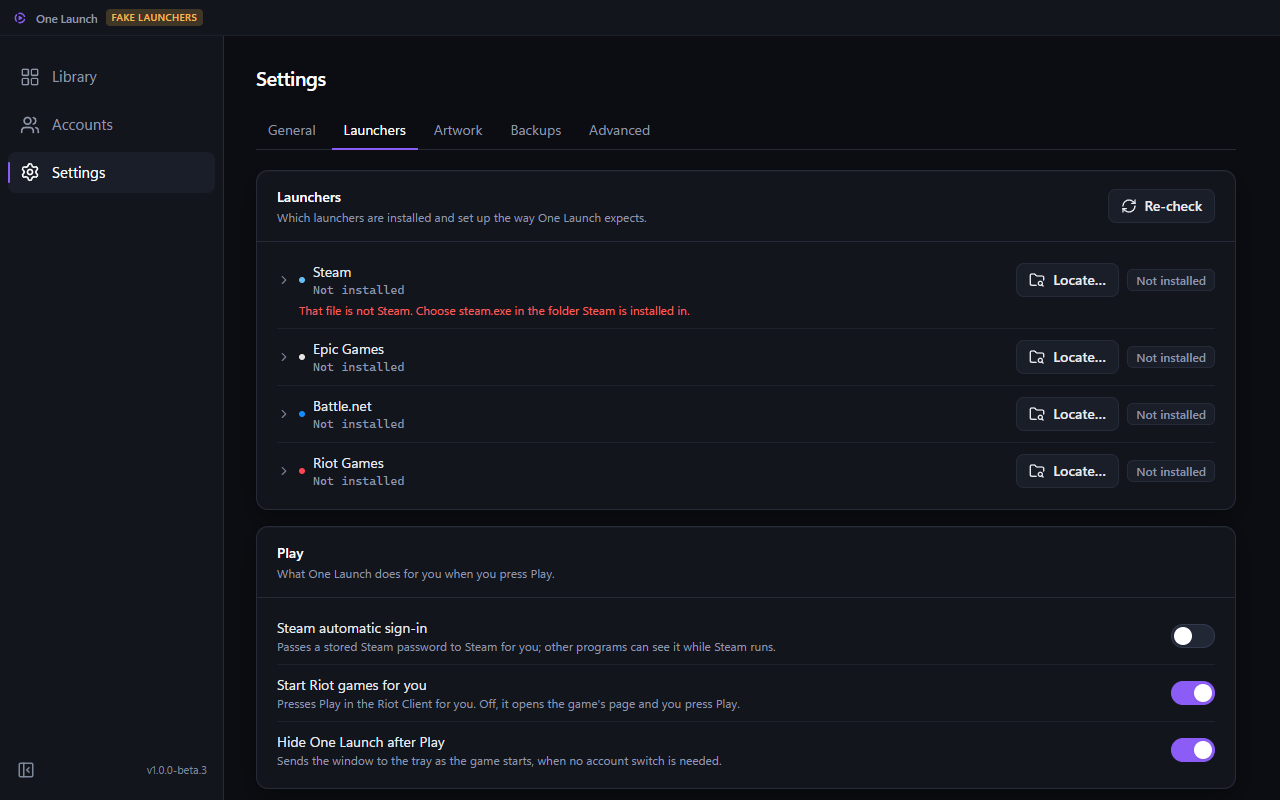 One Launch FAKE LAUNCHERS
Library
Accounts
Settings
v1.0.0-beta.3
Settings
General Launchers Artwork Backups Advanced
Launchers
Which launchers are installed and set up the way One Launch expects.
Re-check
Steam
Not installed
Locate... Not installed
That file is not Steam. Choose steam.exe in the folder Steam is installed in.
Epic Games
Not installed
Locate... Not installed
Battle.net
Not installed
Locate... Not installed
Riot Games
Not installed
Locate... Not installed
Play
What One Launch does for you when you press Play.
Steam automatic sign-in
Passes a stored Steam password to Steam for you; other programs can see it while Steam runs.
Start Riot games for you
Presses Play in the Riot Client for you. Off, it opens the game's page and you press Play.
Hide One Launch after Play
Sends the window to the tray as the game starts, when no account switch is needed.